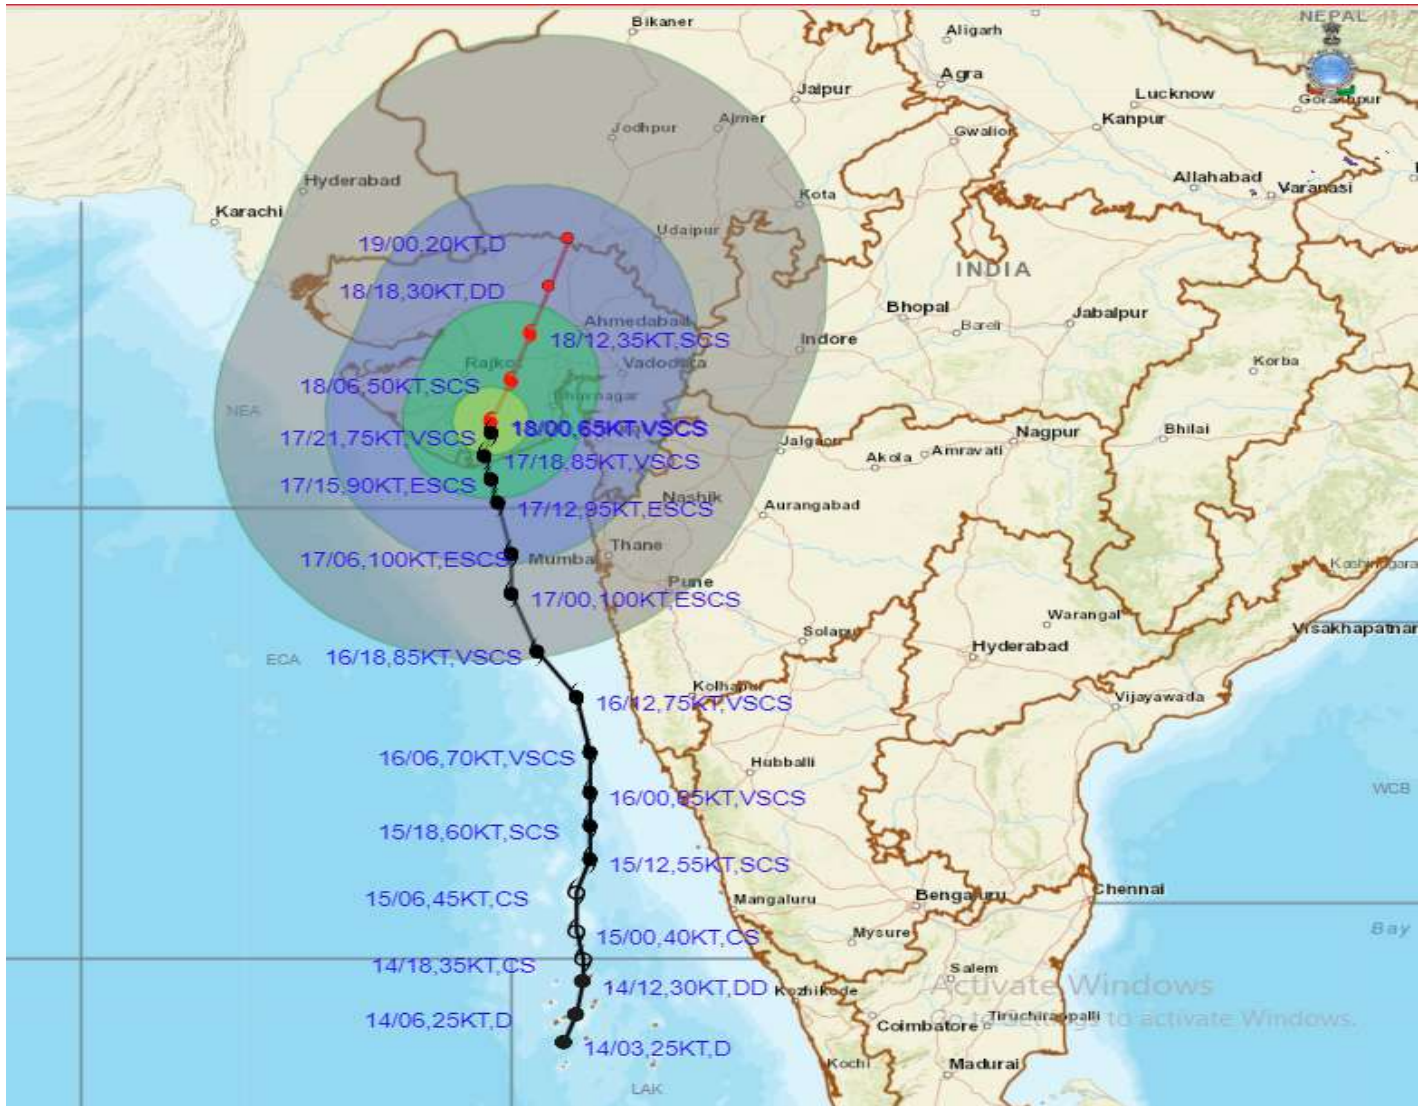 Bikaner
NEPAL
Aligarh
Agra
Jaipur
Lucknow
Gorakhpur
Jodhpur
Ajmer
Kanpur
Gwalior
Hyderabad
Allahabad
Varanasi
Kota
Karachi
Udaipur
19/00,20KT,D
INDIA
18/18,30KT,DD
Bhopal
Jabalpur
Ahmedabad
Bareli
18/12,35KT,SCS
Indore
Rajkot
Vadodara
Korba
18/06,50KT,SCS
Bhavnagar
NEA
18/00,65KT,VSCS
17/21,75KT,VSCS
Jalgaon
Nagpur
Bhilai
Amravati
Akola
17/18,85KT,VSCS
17/15,90KT,ESCS
Nashik
Aurangabad
17/12,95KT,ESCS
Thane
17/06,100KT,ESCS
Mumbai
Pune
17/00,100KT,ESCS
Warangal
Solapur
Visakhapatnam
Hyderabad
ECA
16/18,85KT,VSCS
Kolhapur
16/12,75KT,VSCS
Vijayawada
16/06,70KT,VSCS
Hubballi
WCB
16/00,65KT,VSCS
15/18,60KT,SCS
15/12,55KT,SCS
Chennai
Bengaluru
15/06,45KT,CS
Mangaluru
Bay
Mysure
15/00,40KT,CS
14/18,35KT,CS
Salem
14/12,30KT,DD
Kozhikode
Activate Windows
14/06,25KT,D
Coimbatore
Tiruchirappalli
Go to Settings to activate Windows.
14/03,25KT,D
Kochi
Madurai
LAK